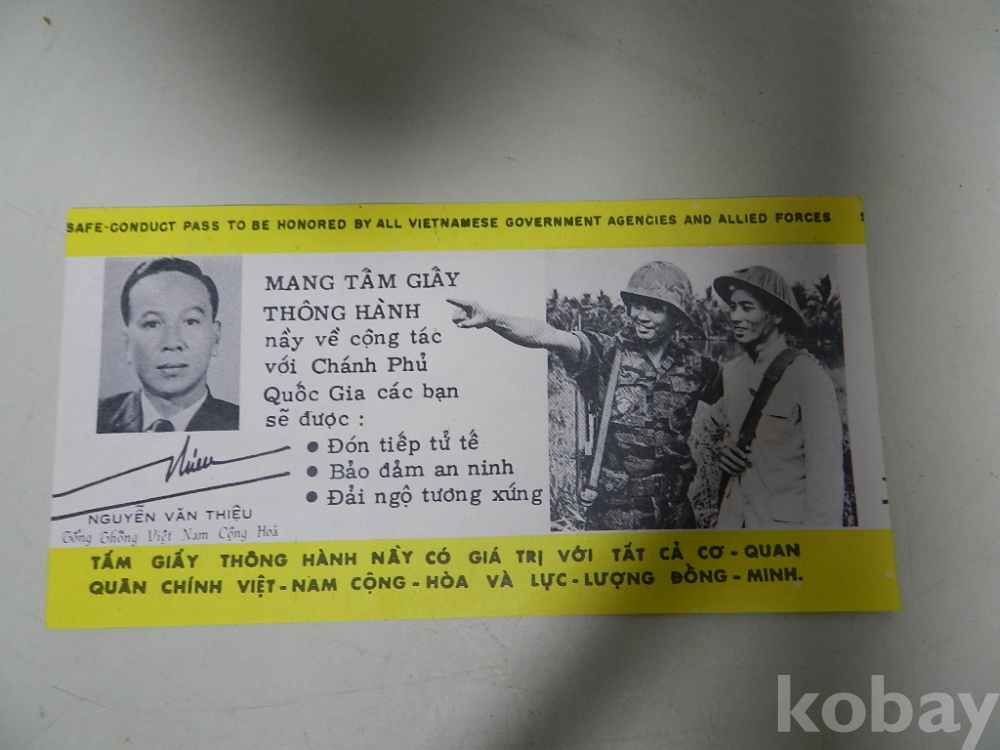 SAFE-CONDUCT PASS TO BE HONORED BY ALL VIETNAMESE GOVERNMENT AGENCIES AND ALLIED FORCES
MANG TẤM GIẤY
THÔNG HÀNH
nầy về cộng tác
với Chánh Phủ
Quốc Gia các bạn
sẽ được :
● Đón tiếp tử tế
● Bảo đảm an ninh
● Đải ngộ tương xứng
NGUYỄN VĂN THIỆU
Tổng Thống Việt Nam Cộng Hoà
TẤM GIẤY THÔNG HÀNH NẦY CÓ GIÁ TRỊ VỚI TẤT CẢ CƠ - QUAN
QUÂN CHÍNH VIỆT - NAM CỘNG - HÒA VÀ LỰC - LƯỢNG ĐỒNG - MINH.
kobay